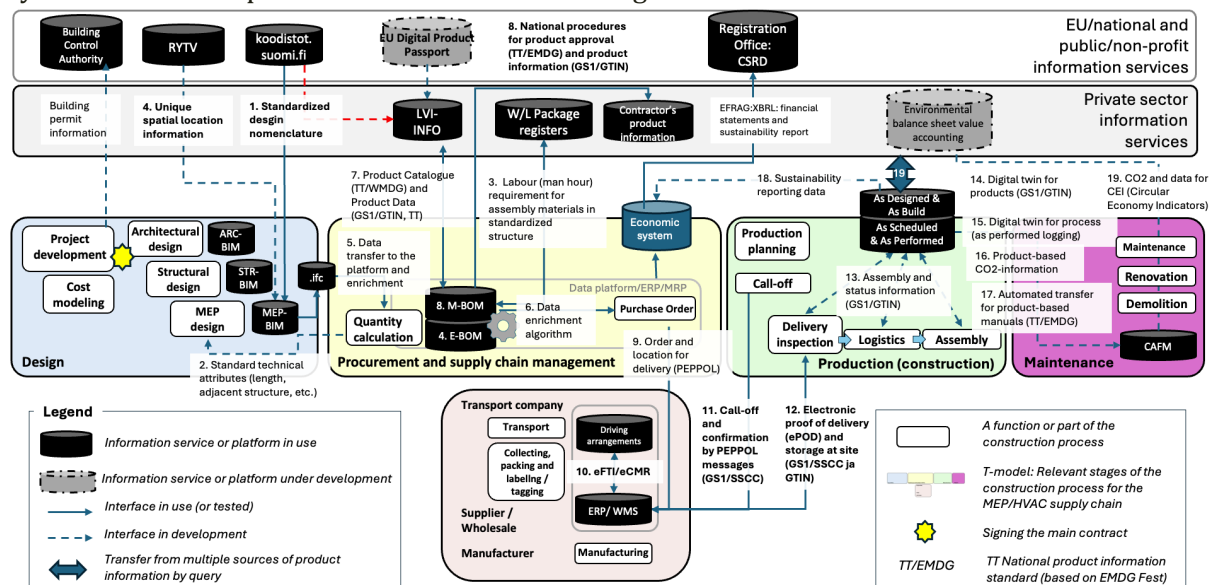 Building
Control
Authority
RYTV
koodistot.
suomi.fi
EU Digital Product
Passport
8. National procedures
for product approval
(TT/EMDG) and product
information (GS1/GTIN)
Registration
Office:
CSRD
EU/national and
public/non-profit
information services
Building
permit
information
4. Unique
spatial location
information
1. Standardized
desgin
nomenclature
LVI-
INFO
W/L Package
registers
Contractor's
product
information
EFRAG:XBRL: financial
statements and
sustainability report
Environmental
balance sheet value
accounting
Private sector
information
services
7. Product Catalogue
(TT/WMDG) and
Product Data
(GS1/GTIN, TT)
3. Labour (man hour)
requirement for
assembly materials in
standardized
structure
18. Sustainability
reporting data
19
14. Digital twin for
products (GS1/GTIN)
19. CO2 and data for
CEI (Circular
Economy Indicators)
Project
development
Architectural
design
ARC-
BIM
Structural
design
STR-
BIM
Cost
modeling
MEP
design
MEP-
BIM
.ifc
Design
2. Standard technical
attributes (length,
adjacent structure, etc.)
5. Data
transfer to the
platform and
enrichment
Economic
system
Data platform/ERP/MRP
8. M-BOM
4. E-BOM
Quantity
calculation
6. Data
enrichment
algorithm
Purchase Order
Procurement and supply chain management
9. Order and
location for
delivery (PEPPOL)
Production
planning
Call-off
As Designed &
As Build
As Scheduled
& As Performed
15. Digital twin for process
(as performed logging)
16. Product-based
CO2-information
13. Assembly and
status information
(GS1/GTIN)
17. Automated transfer
for product-based
manuals (TT/EMDG)
Delivery
inspection
Logistics
Assembly
Production (construction)
Maintenance
Renovation
Demolition
CAFM
Maintenance
Transport company
Transport
Collecting,
packing and
labeling /
tagging
Driving
arrangements
10. eFTI/eCMR
ERP/ WMS
Supplier /
Wholesale
Manufacturer
Manufacturing
11. Call-off
and
confirmation
by PEPPOL
messages
(GS1/SSCC)
12. Electronic
proof of delivery
(ePOD) and
storage at site
(GS1/SSCC ja
GTIN)
Legend
Information service or platform in use
Information service or platform under development
Interface in use (or tested)
Interface in development
Transfer from multiple sources of product
information by query
A function or part of the
construction process
T-model: Relevant stages of the
construction process for the
MEP/HVAC supply chain
Signing the main contract
TT/EMDG
TT National product information
standard (based on EMDG Fest)